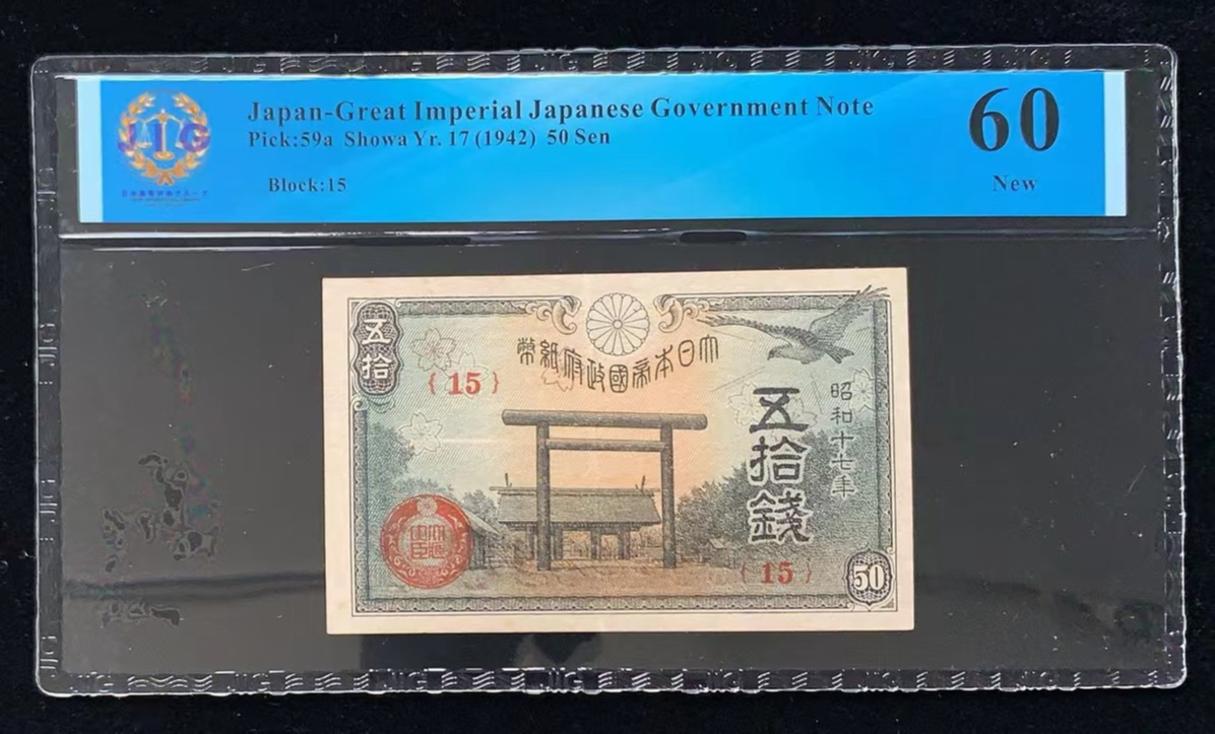 Japan-Great Imperial Japanese Government Note
Pick:59a Showa Yr. 17 (1942) 50 Sen
Block:15
60
New
JIG
五拾
幣紙府政國帝本日大
{ 15 }
五拾錢
昭和十七年
{ 15 }
50